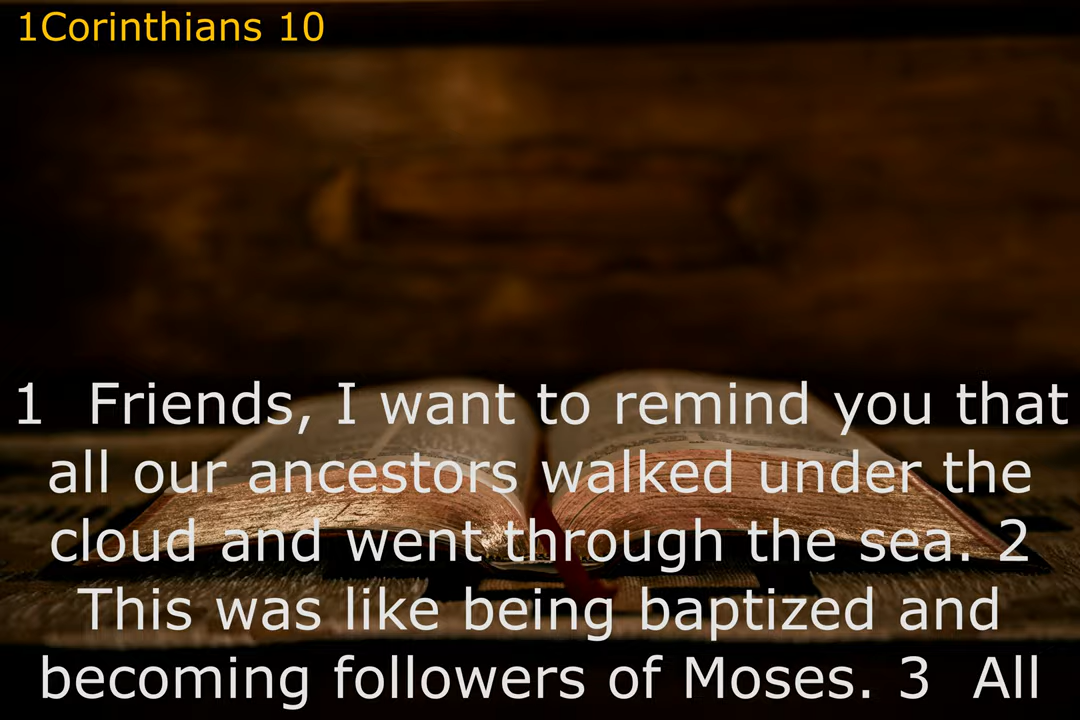 1Corinthians 10
1 Friends, I want to remind you that
all our ancestors walked under the
cloud and went through the sea. 2
This was like being baptized and
becoming followers of Moses. 3 All